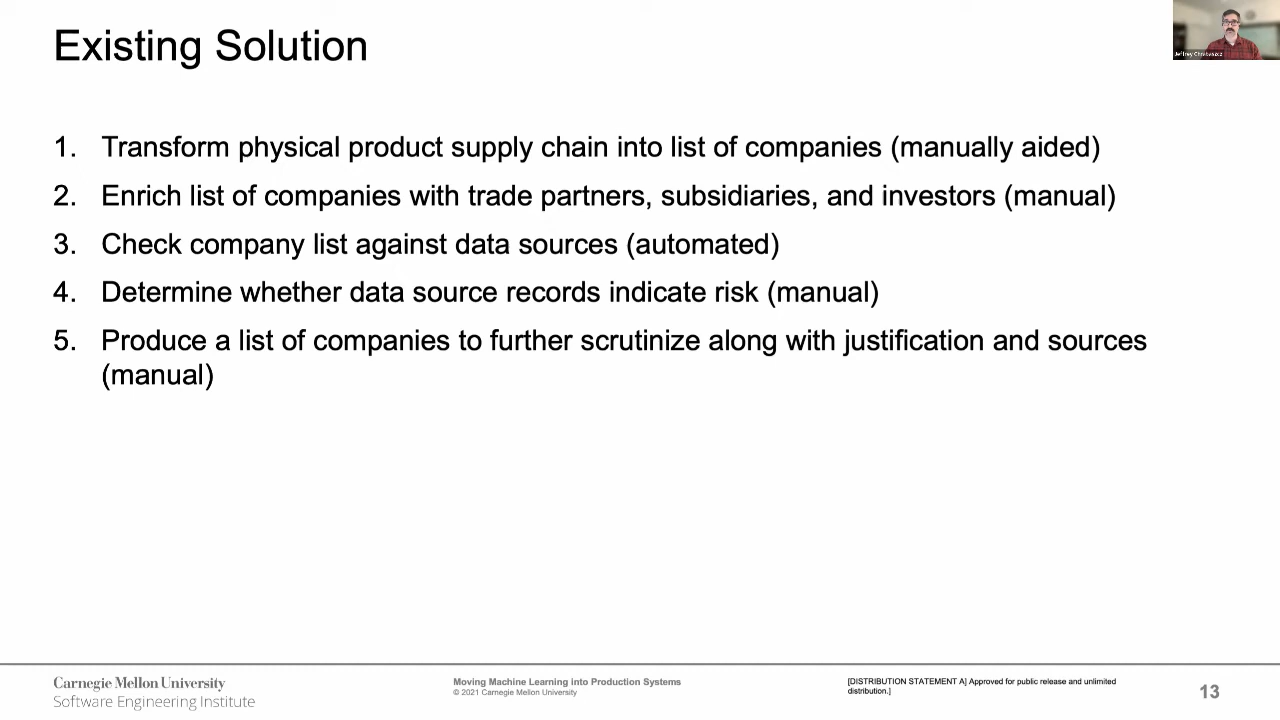 Existing Solution
Jeffrey Chrabaszcz
1. Transform physical product supply chain into list of companies (manually aided)
2. Enrich list of companies with trade partners, subsidiaries, and investors (manual)
3. Check company list against data sources (automated)
4. Determine whether data source records indicate risk (manual)
5. Produce a list of companies to further scrutinize along with justification and sources
(manual)
Carnegie Mellon University
Software Engineering Institute
Moving Machine Learning into Production Systems
© 2021 Carnegie Mellon University
[DISTRIBUTION STATEMENT A] Approved for public release and unlimited
distribution.]
13